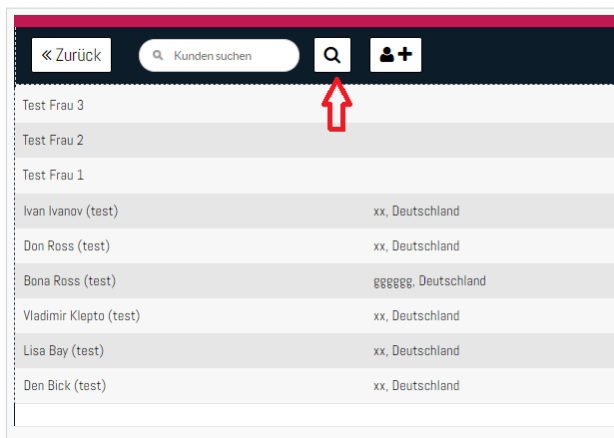 « Zurück Kunden suchen
Test Frau 3
Test Frau 2
Test Frau 1
Ivan Ivanov (test) xx, Deutschland
Don Ross (test) xx, Deutschland
Bona Ross (test) gggggg, Deutschland
Vladimir Klepto (test) xx, Deutschland
Lisa Bay (test) xx, Deutschland
Den Bick (test) xx, Deutschland